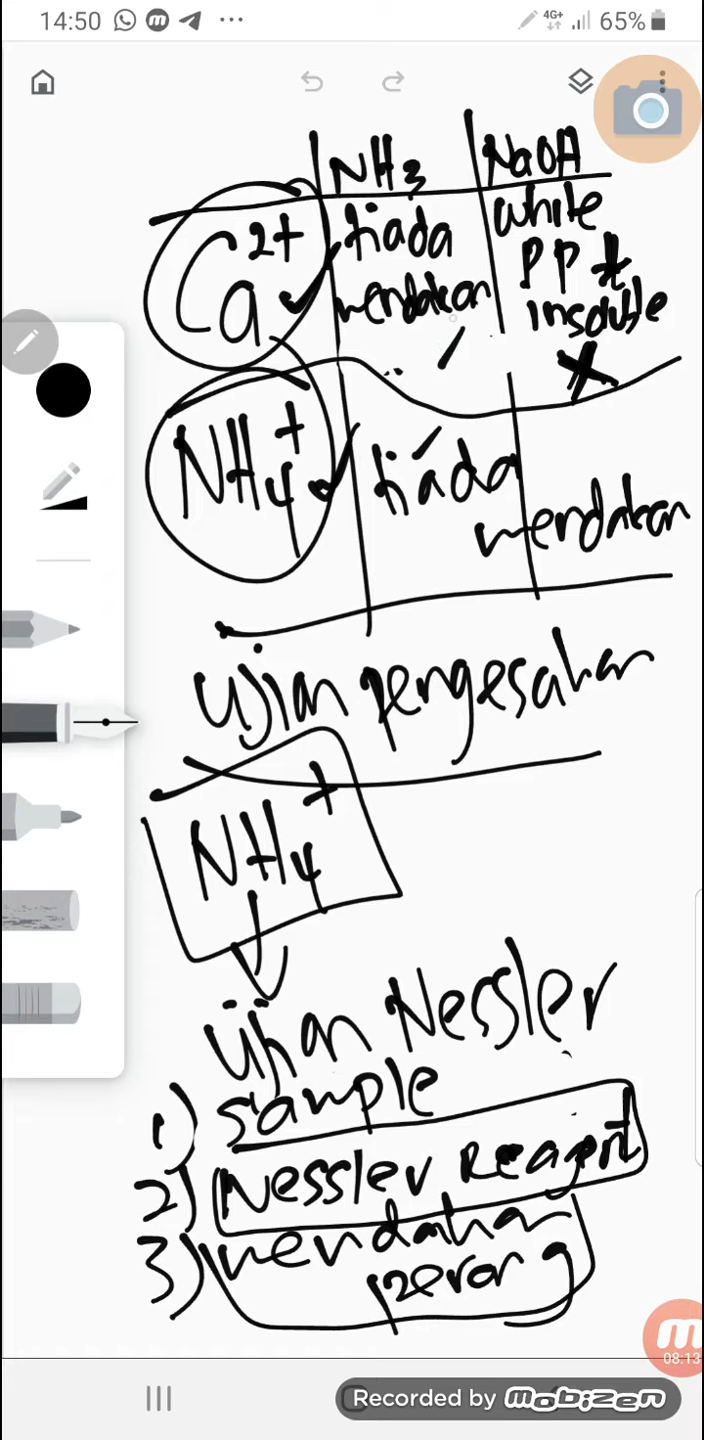 14:50 4G+ 65%
NH3 NaOH
Ca2+ tiada white
mendakan pp &
insoluble
NH4+ tiada
mendakan
Ujian pengesahan
NH4+
Ujian Nessler
1) sample
2) Nessler Reagent
3) mendakan
perang
08:13
Recorded by mobizen